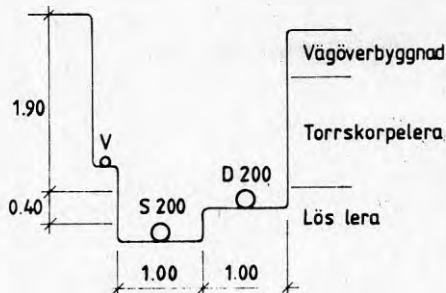 Vägöverbyggnad
1.90
Torrskorpelera
V
D 200
0.40
S 200
Lös lera
1.00 1.00